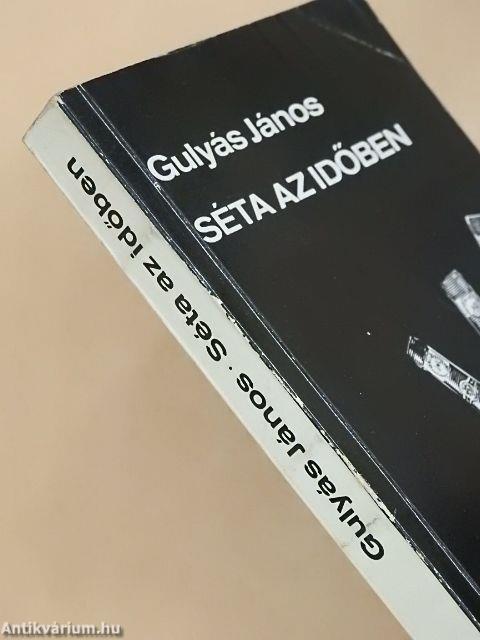 Gulyás János
SÉTA AZ IDŐBEN
Gulyás János · Séta az időben
Antikvárium.hu